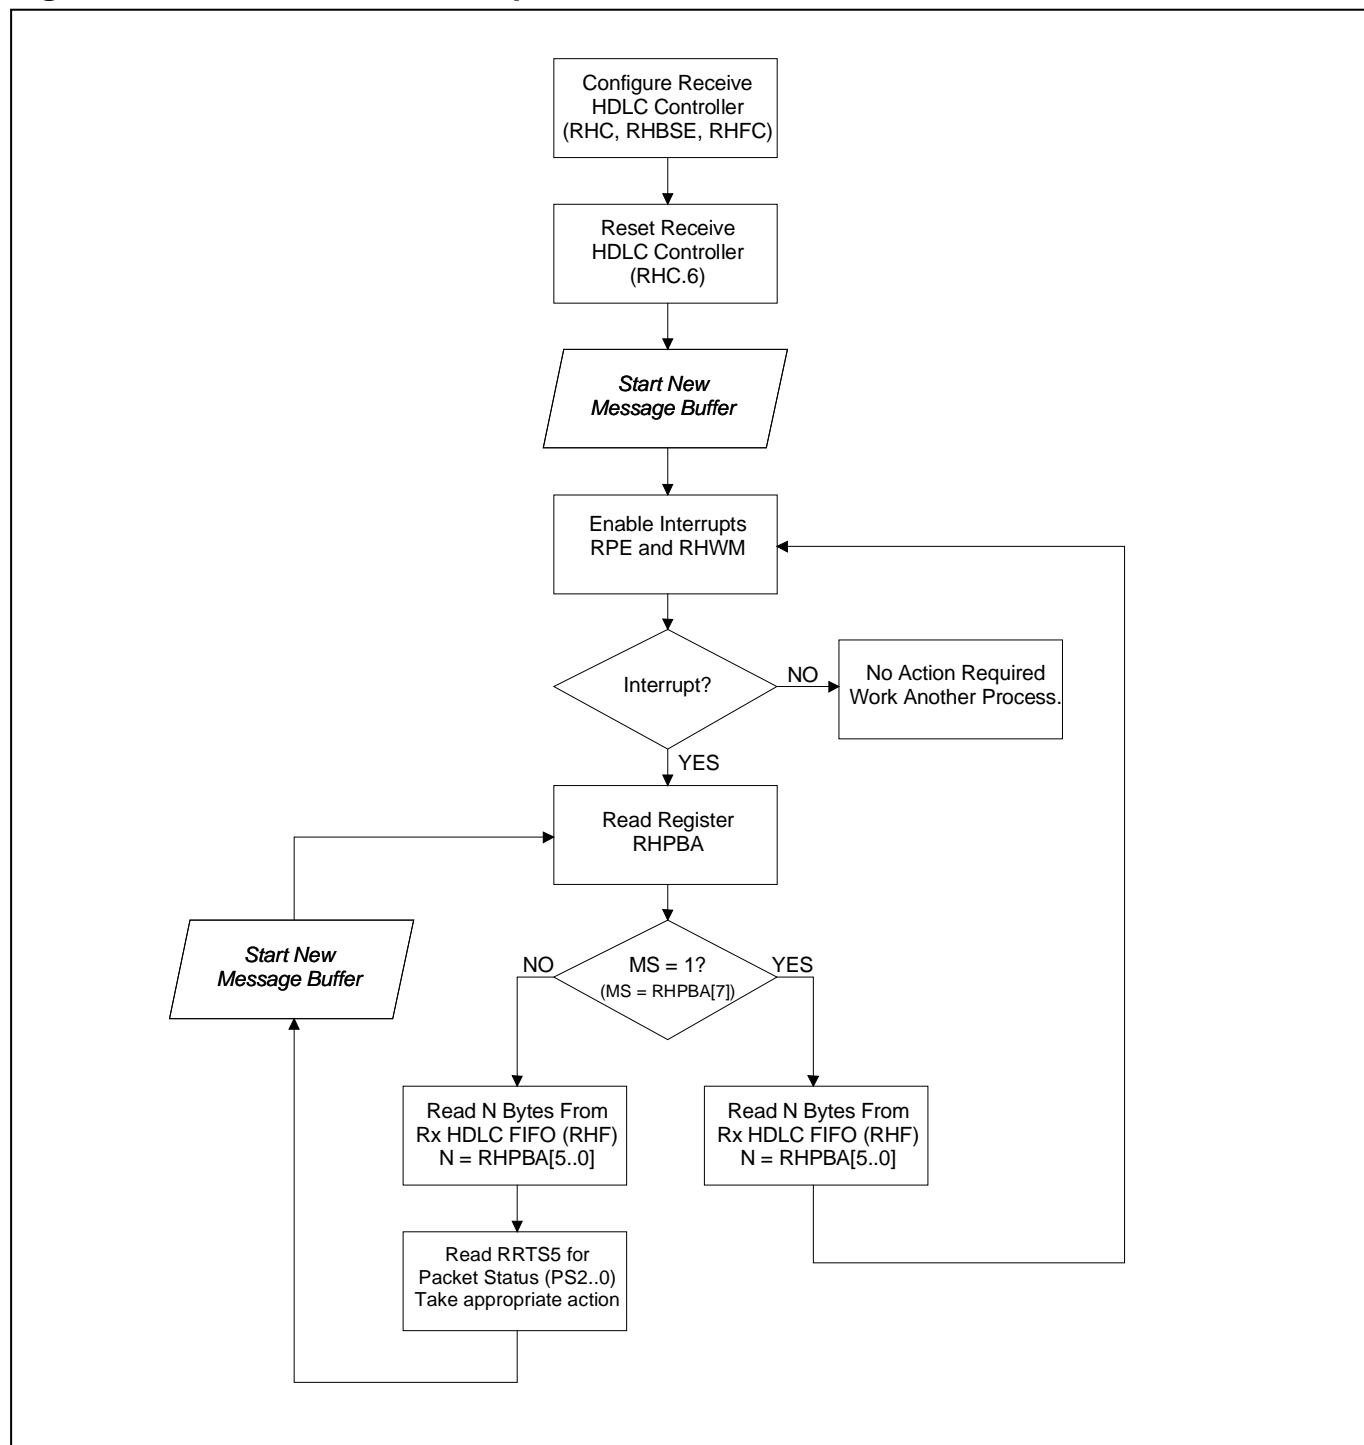 Configure Receive
HDLC Controller
(RHC, RHBSE, RHFC)
Reset Receive
HDLC Controller
(RHC.6)
Start New
Message Buffer
Enable Interrupts
RPE and RHWM
Interrupt?
NO
No Action Required
Work Another Process.
YES
Read Register
RHPBA
Start New
Message Buffer
NO
MS = 1?
(MS = RHPBA[7])
YES
Read N Bytes From
Rx HDLC FIFO (RHF)
N = RHPBA[5..0]
Read N Bytes From
Rx HDLC FIFO (RHF)
N = RHPBA[5..0]
Read RRTS5 for
Packet Status (PS2..0)
Take appropriate action